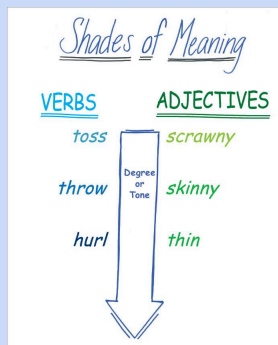 Shades of Meaning
VERBS ADJECTIVES
toss scrawny
Degree
or
Tone
throw skinny
hurl thin